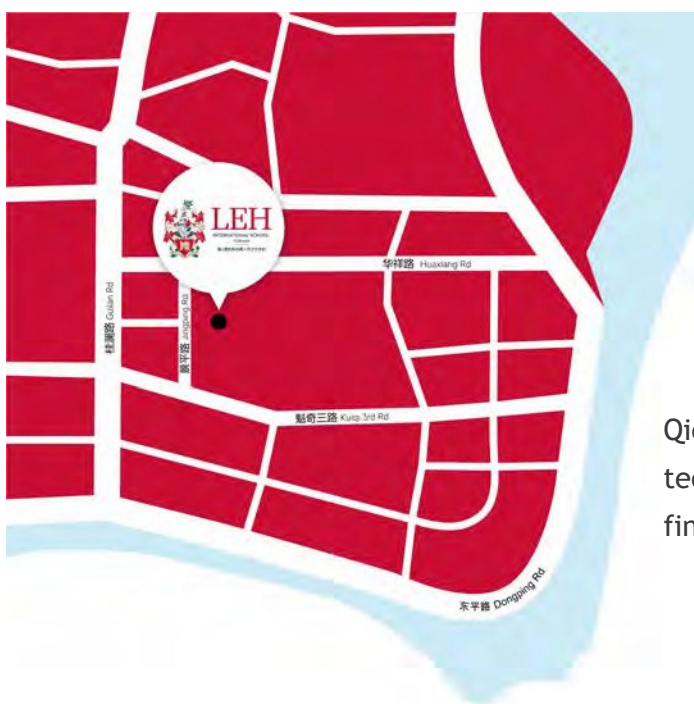 LEH
INTERNATIONAL SCHOOL
华祥路 Huaxiang Rd
桂澜路 Guilan Rd
景平路 Jingping Rd
魁奇三路 Kuiqi 3rd Rd
东平路 Dongping Rd
Qi
fin